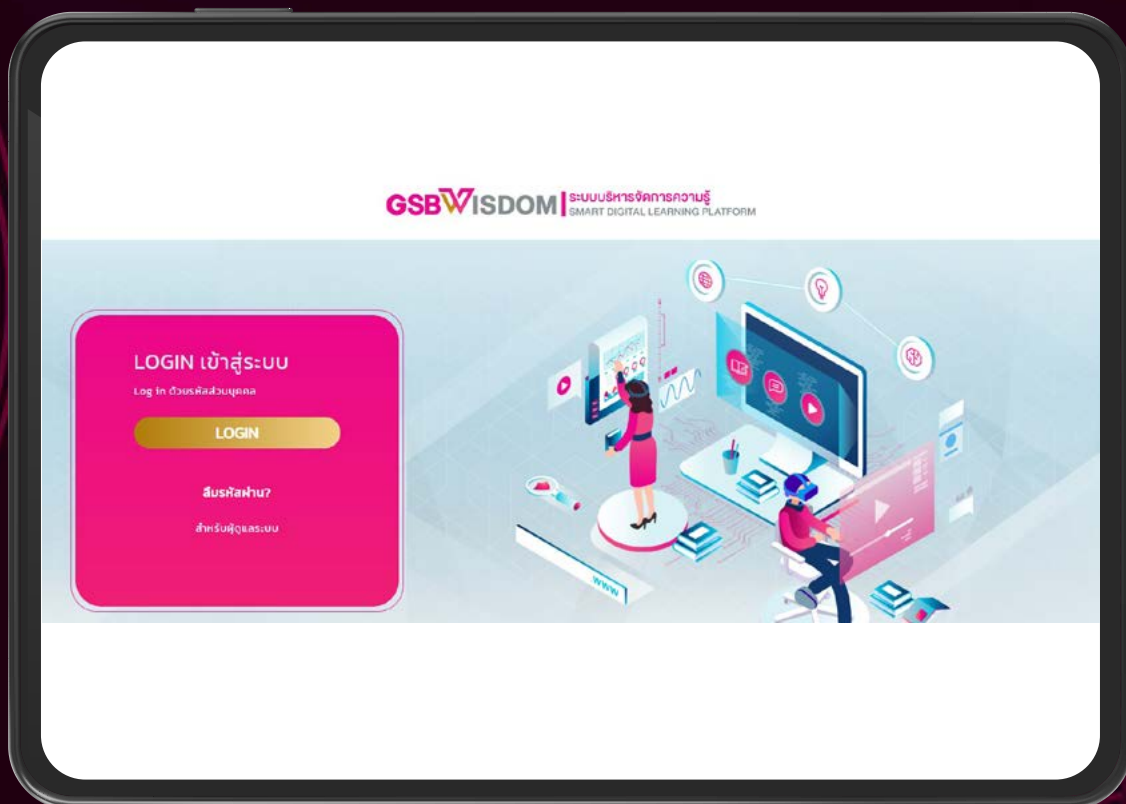 GSBWISDOM
ระบบบริหารจัดการความรู้
SMART DIGITAL LEARNING PLATFORM
LOGIN เข้าสู่ระบบ
Log in ด้วยรหัสส่วนบุคคล
LOGIN
ลืมรหัสผ่าน?
สำหรับผู้ดูแลระบบ
WWW